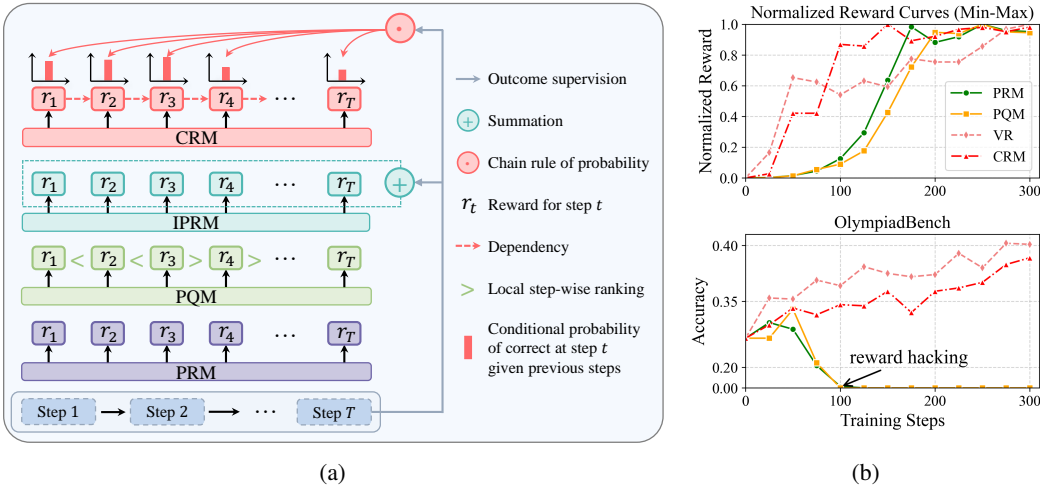 r1 r2 r3 r4 ... rT
CRM
r1 r2 r3 r4 ... rT
+
IPRM
r1 < r2 < r3 > r4 > ... rT
PQM
r1 r2 r3 r4 ... rT
PRM
Step 1 Step 2 ... Step T
Outcome supervision
+ Summation
Chain rule of probability
rt Reward for step t
Dependency
> Local step-wise ranking
Conditional probability
of correct at step t
given previous steps
(a)
Normalized Reward Curves (Min-Max)
Normalized Reward
1.0
0.8
0.6
0.4
0.2
0.0
PRM
PQM
VR
CRM
0 100 200 300
OlympiadBench
Accuracy
0.40
0.35
0.20
0.00
reward hacking
0 100 200 300
Training Steps
(b)